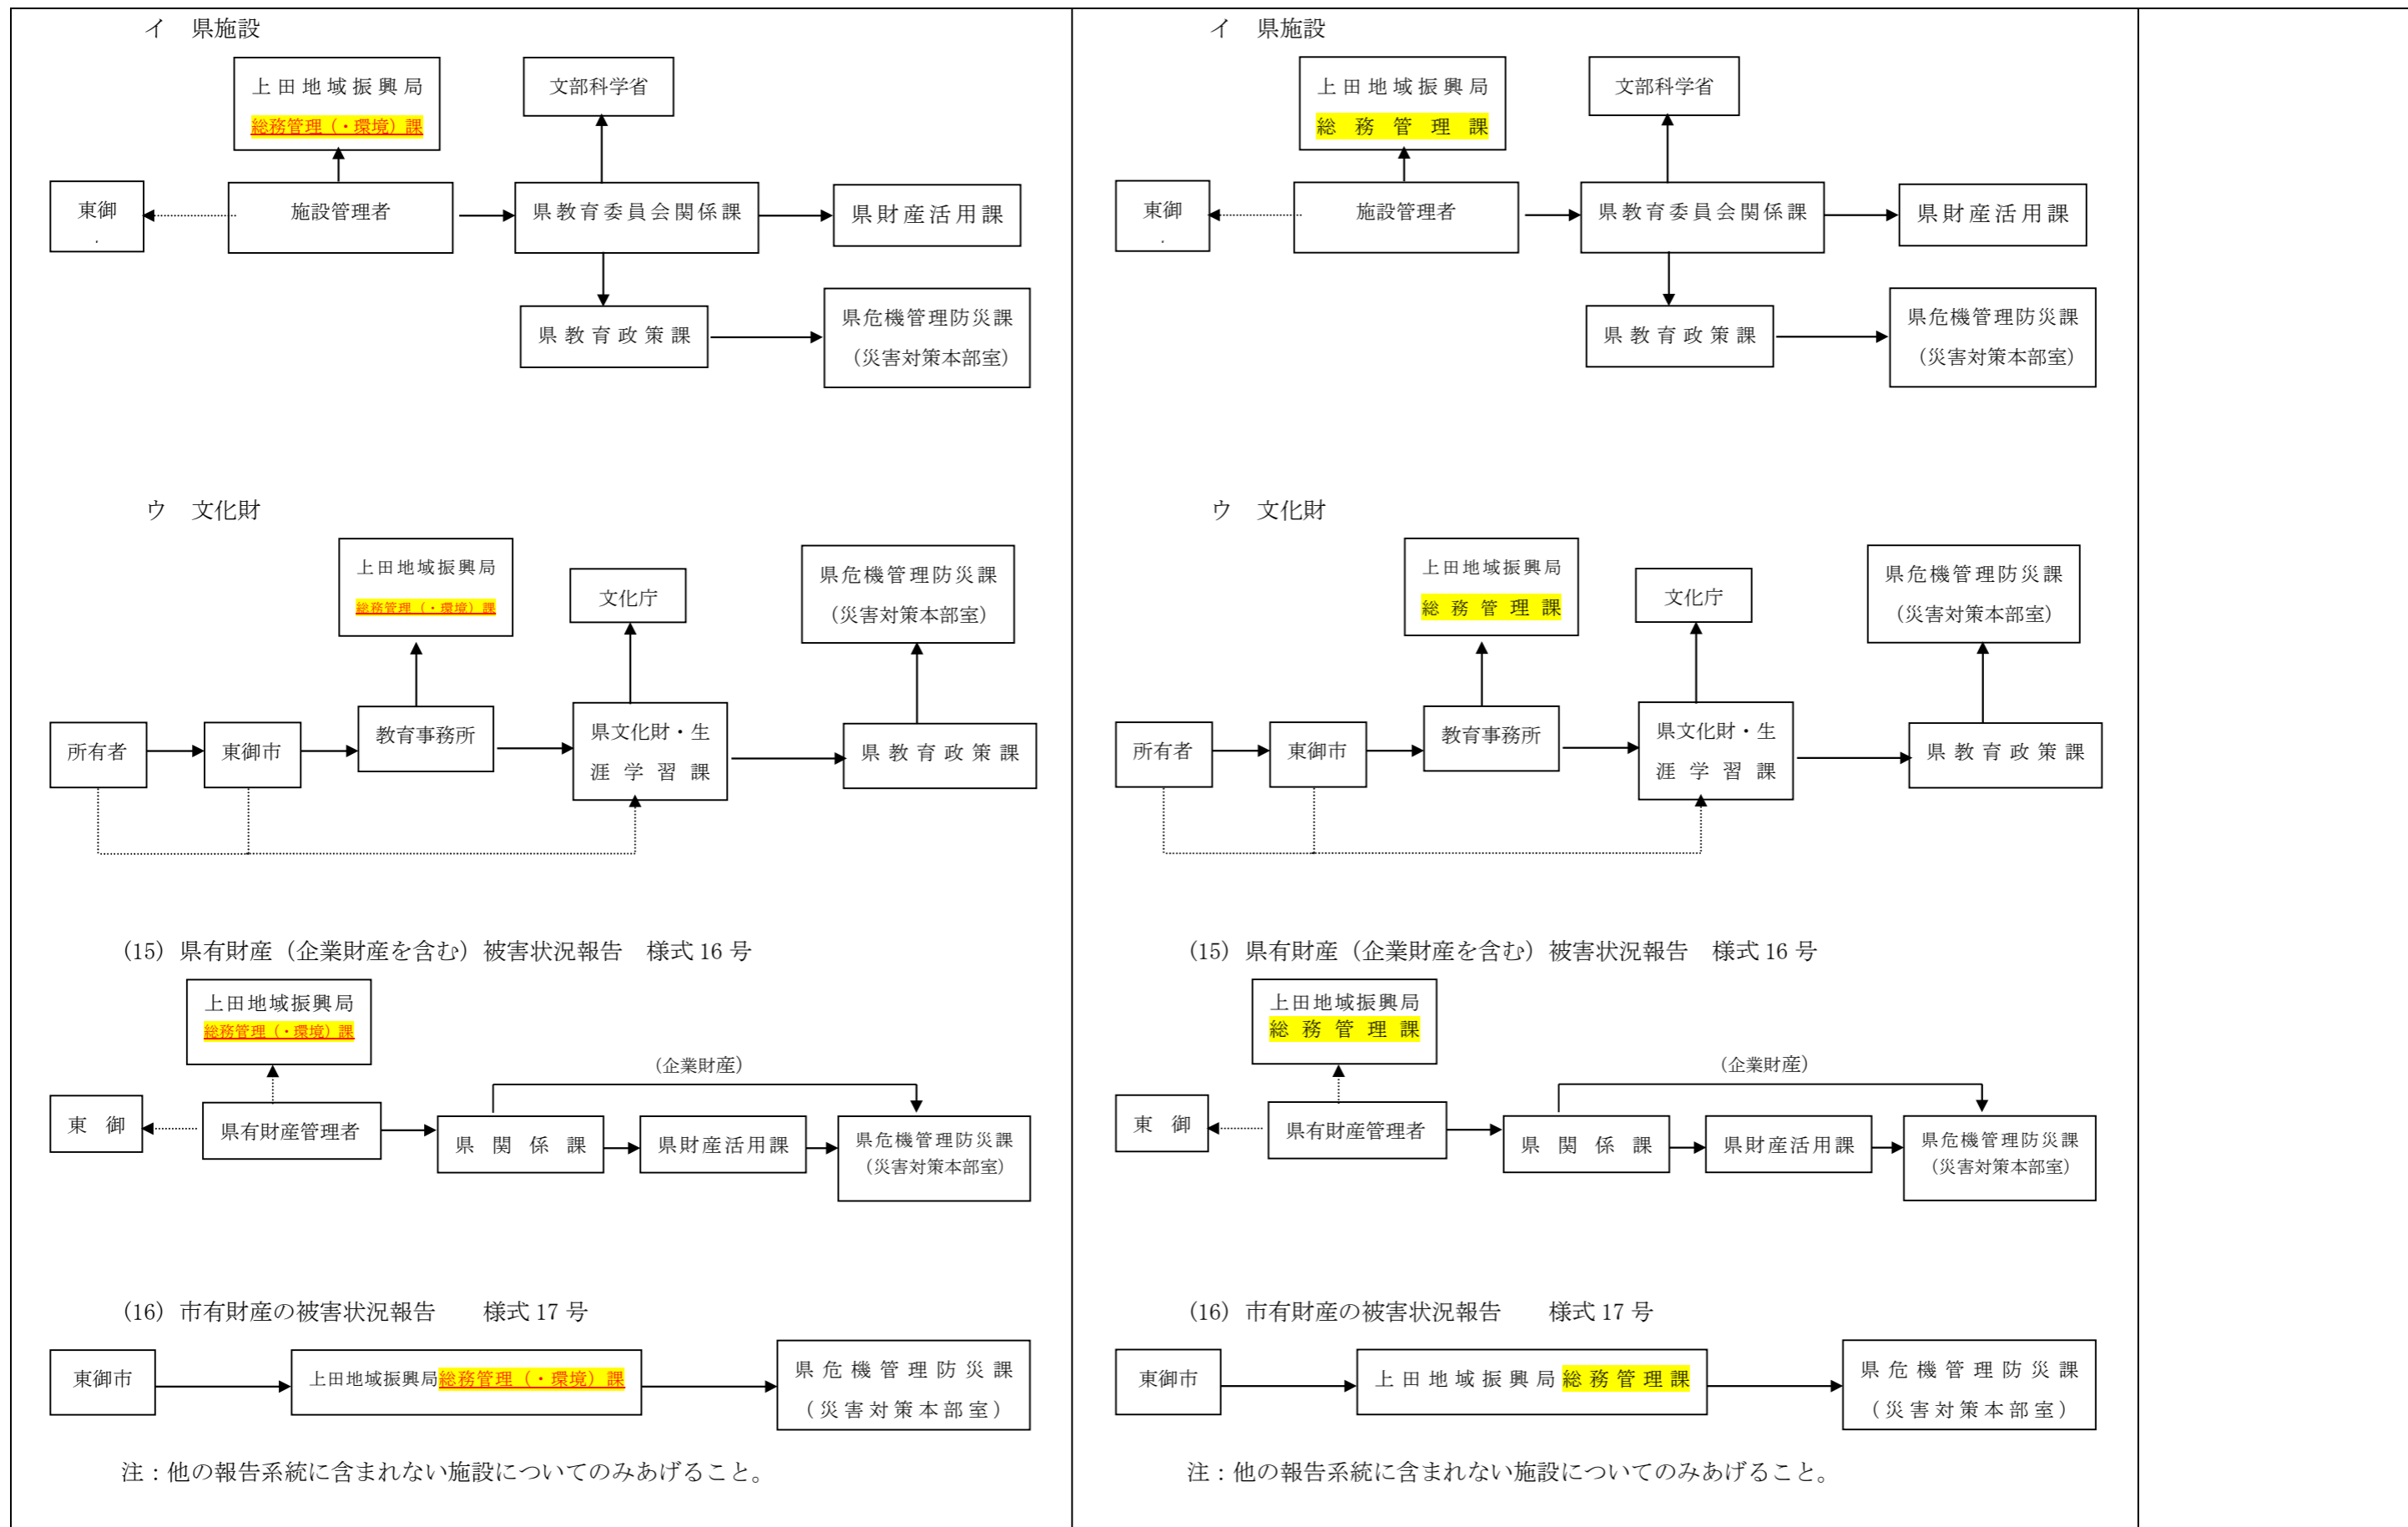 イ　県施設
上田地域振興局
総務管理（・環境）課
文部科学省
東御
施設管理者
県教育委員会関係課
県財産活用課
県教育政策課
県危機管理防災課
（災害対策本部室）
ウ　文化財
上田地域振興局
総務管理（・環境）課
文化庁
県危機管理防災課
（災害対策本部室）
所有者
東御市
教育事務所
県文化財・生
涯学習課
県教育政策課
(15) 県有財産（企業財産を含む）被害状況報告　様式 16 号
上田地域振興局
総務管理（・環境）課
（企業財産）
東　御
県有財産管理者
県　関　係　課
県財産活用課
県危機管理防災課
（災害対策本部室）
(16) 市有財産の被害状況報告　　様式 17 号
東御市
上田地域振興局総務管理（・環境）課
県危機管理防災課
（災害対策本部室）
注：他の報告系統に含まれない施設についてのみあげること。
イ　県施設
上田地域振興局
総務管理課
文部科学省
東御
施設管理者
県教育委員会関係課
県財産活用課
県教育政策課
県危機管理防災課
（災害対策本部室）
ウ　文化財
上田地域振興局
総務管理課
文化庁
県危機管理防災課
（災害対策本部室）
所有者
東御市
教育事務所
県文化財・生
涯学習課
県教育政策課
(15) 県有財産（企業財産を含む）被害状況報告　様式 16 号
上田地域振興局
総務管理課
（企業財産）
東　御
県有財産管理者
県　関　係　課
県財産活用課
県危機管理防災課
（災害対策本部室）
(16) 市有財産の被害状況報告　　様式 17 号
東御市
上田地域振興局総務管理課
県危機管理防災課
（災害対策本部室）
注：他の報告系統に含まれない施設についてのみあげること。